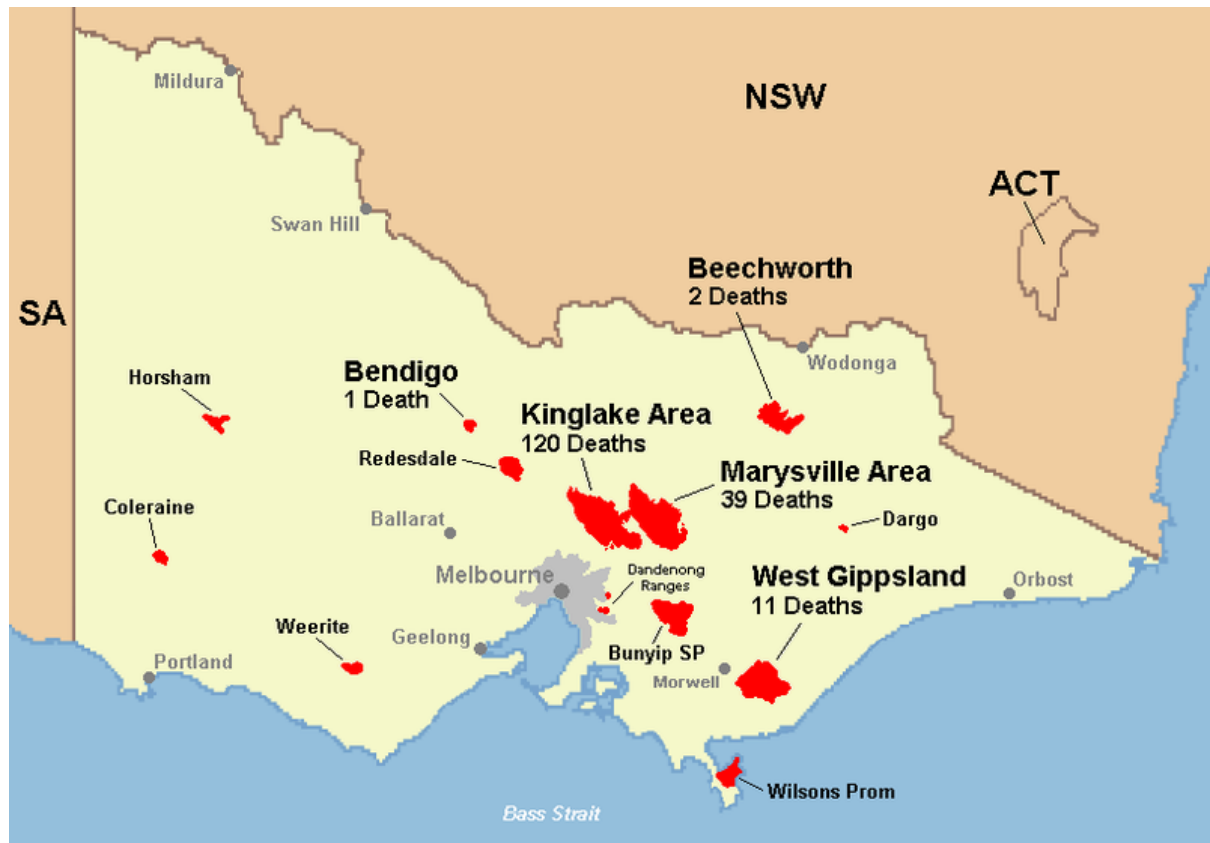 Mildura
NSW
ACT
Swan Hill
Beechworth
2 Deaths
SA
Wodonga
Horsham
Bendigo
1 Death
Kinglake Area
120 Deaths
Redesdale
Marysville Area
39 Deaths
Coleraine
Ballarat
Dargo
Melbourne
Dandenong
Ranges
West Gippsland
11 Deaths
Orbost
Weerite
Geelong
Bunyip SP
Portland
Morwell
Wilsons Prom
Bass Strait